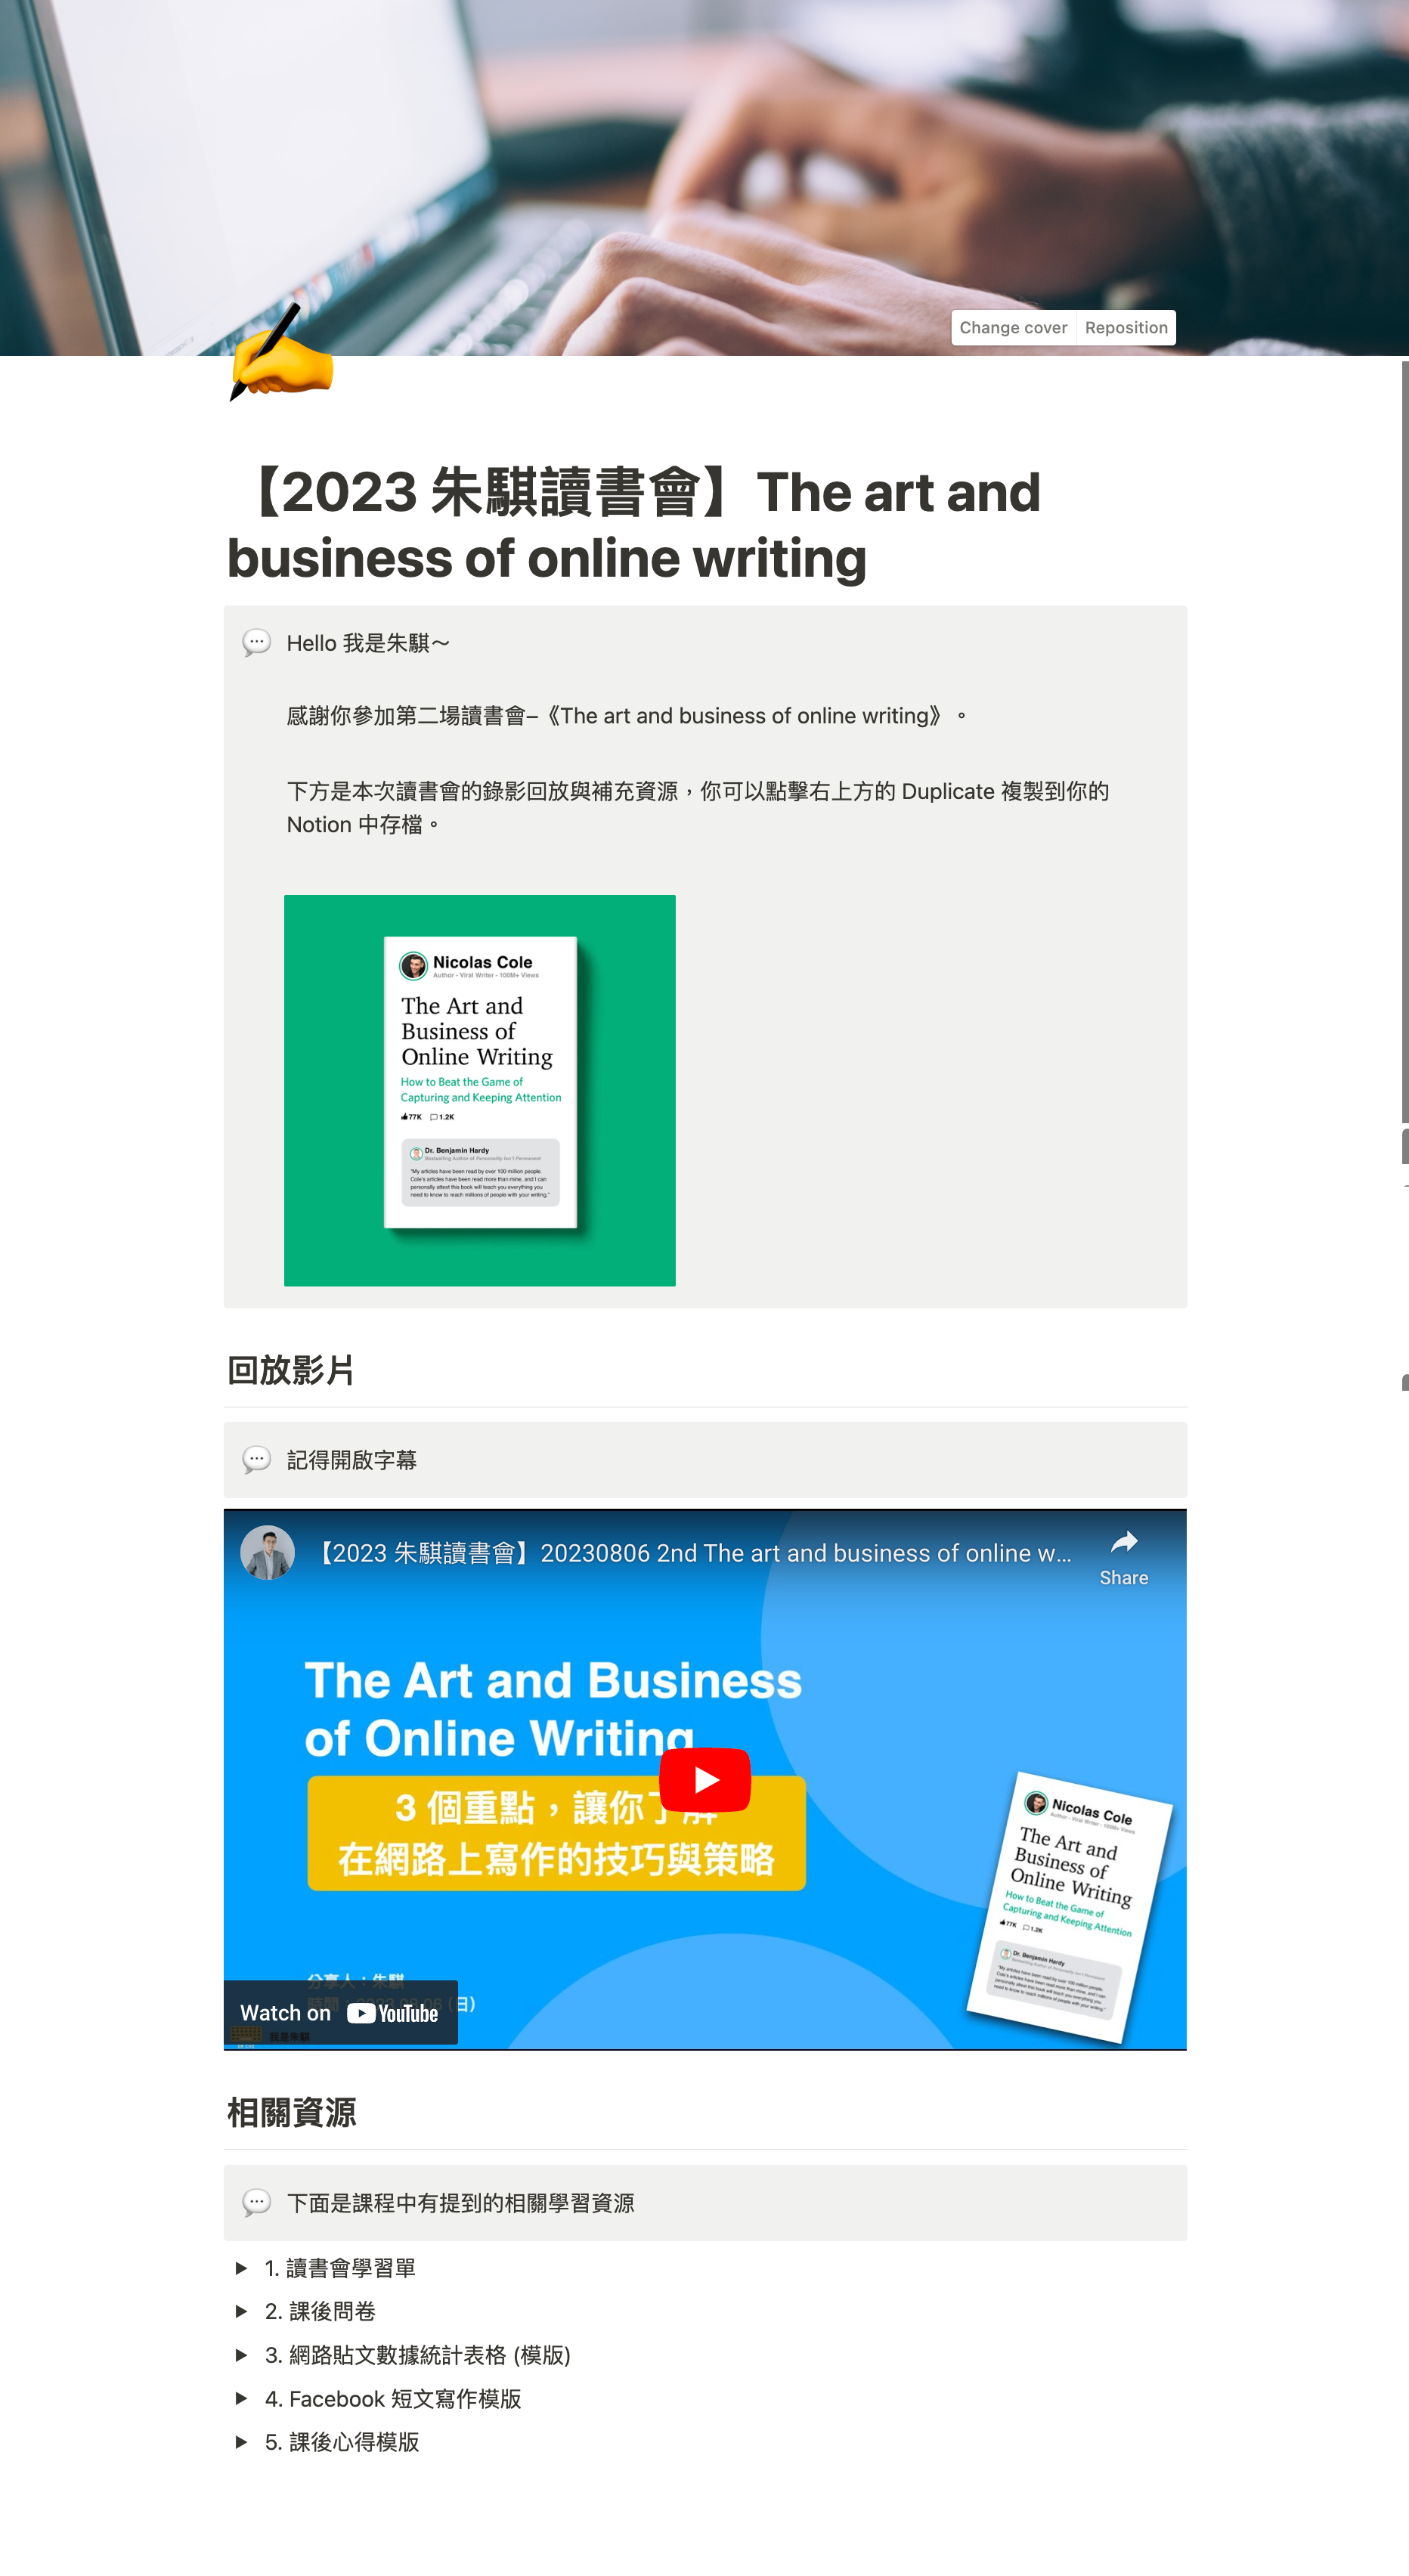 Change cover
Reposition
【2023 朱騏讀書會】The art and
business of online writing
Hello 我是朱騏～
感謝你參加第二場讀書會–《The art and business of online writing》。
下方是本次讀書會的錄影回放與補充資源，你可以點擊右上方的 Duplicate 複製到你的
Notion 中存檔。
Nicolas Cole
Author - Viral Writer - 100M+ Views
The Art and
Business of
Online Writing
How to Beat the Game of
Capturing and Keeping Attention
77K 1.2K
Dr. Benjamin Hardy
Bestselling Author of Personality Isn't Permanent
"My articles have been read by over 100 million people.
Cole's articles have been read more than mine, and I can
personally attest this book will teach you everything you
need to know to reach millions of people with your writing."
回放影片
記得開啟字幕
【2023 朱騏讀書會】20230806 2nd The art and business of online w...
Share
The Art and Business
of Online Writing
3 個重點，讓你了解
在網路上寫作的技巧與策略
Nicolas Cole
Author - Viral Writer - 100M+ Views
The Art and
Business of
Online Writing
How to Beat the Game of
Capturing and Keeping Attention
77K 1.2K
Dr. Benjamin Hardy
分享人：朱騏
(日)
Watch on YouTube
我是朱騏
相關資源
下面是課程中有提到的相關學習資源
1. 讀書會學習單
2. 課後問卷
3. 網路貼文數據統計表格 (模版)
4. Facebook 短文寫作模版
5. 課後心得模版